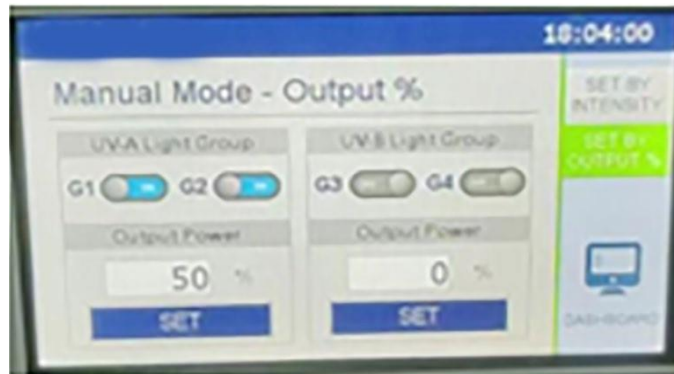 18:04:00
Manual Mode - Output %
SET BY
INTENSITY
SET BY
OUTPUT %
UV-A Light Group
UV-B Light Group
G1
G2
G3
G4
Output Power
Output Power
50 %
0 %
SET
SET
DASHBOARD